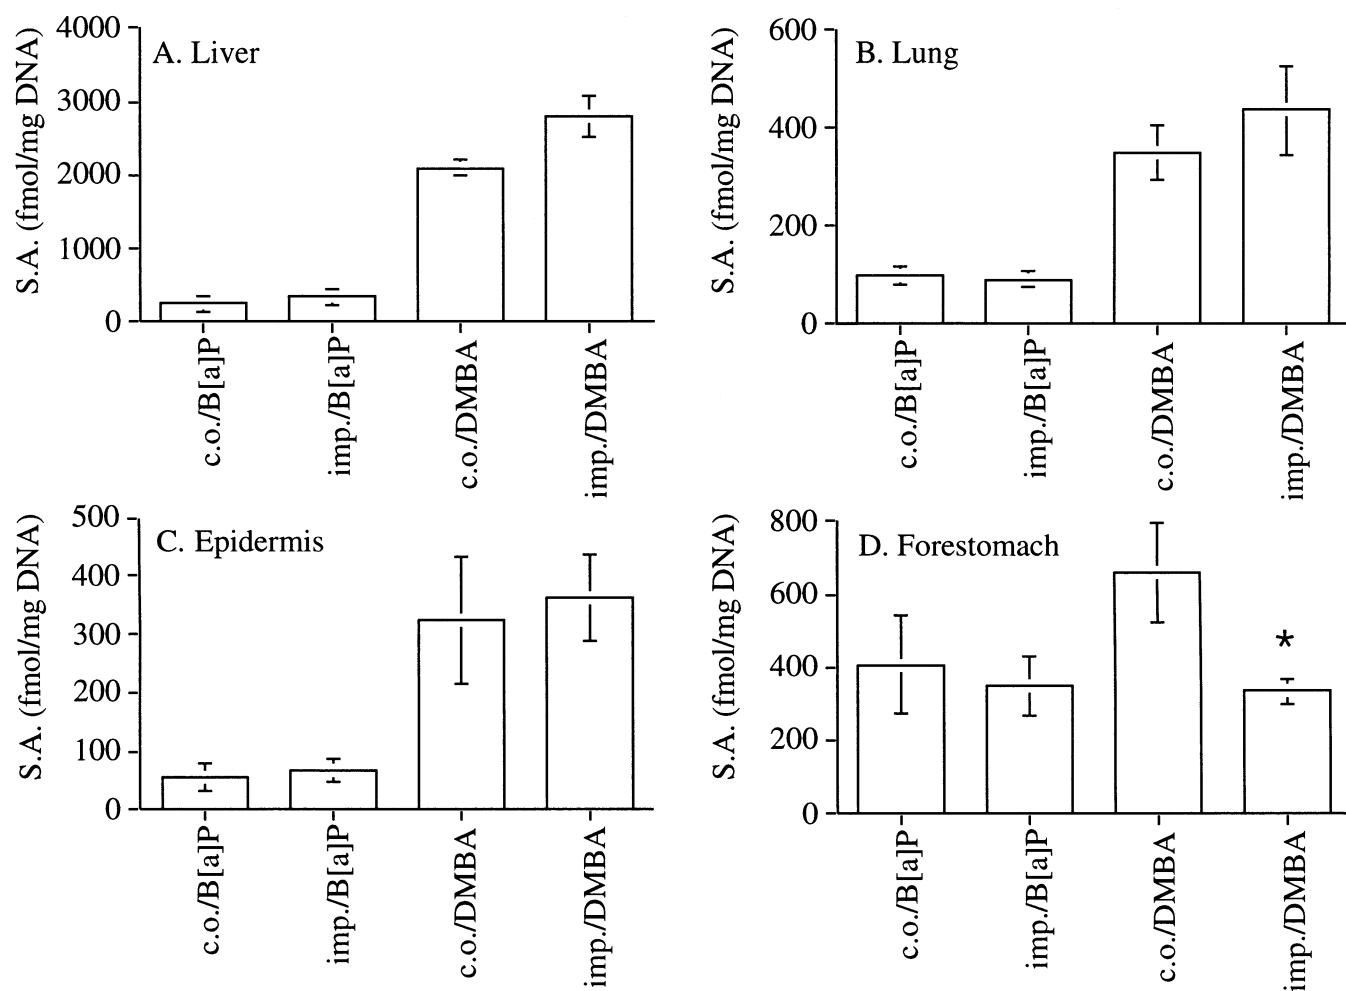 A. Liver
S.A. (fmol/mg DNA)
4000
3000
2000
1000
0
c.o./B[a]P
imp./B[a]P
c.o./DMBA
imp./DMBA
B. Lung
S.A. (fmol/mg DNA)
600
400
200
0
c.o./B[a]P
imp./B[a]P
c.o./DMBA
imp./DMBA
C. Epidermis
S.A. (fmol/mg DNA)
500
400
300
200
100
0
c.o./B[a]P
imp./B[a]P
c.o./DMBA
imp./DMBA
D. Forestomach
S.A. (fmol/mg DNA)
800
600
400
200
0
*
c.o./B[a]P
imp./B[a]P
c.o./DMBA
imp./DMBA